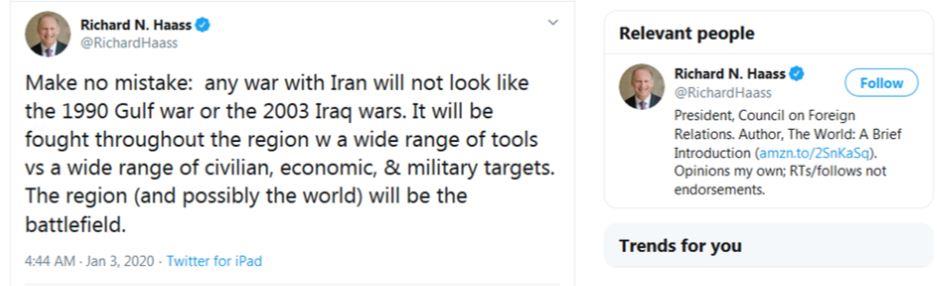 Richard N. Haass
@RichardHaass
Make no mistake: any war with Iran will not look like
the 1990 Gulf war or the 2003 Iraq wars. It will be
fought throughout the region w a wide range of tools
vs a wide range of civilian, economic, & military targets.
The region (and possibly the world) will be the
battlefield.
4:44 AM · Jan 3, 2020 · Twitter for iPad
Relevant people
Richard N. Haass
@RichardHaass
Follow
President, Council on Foreign
Relations. Author, The World: A Brief
Introduction (amzn.to/2SnKaSq).
Opinions my own; RTs/follows not
endorsements.
Trends for you